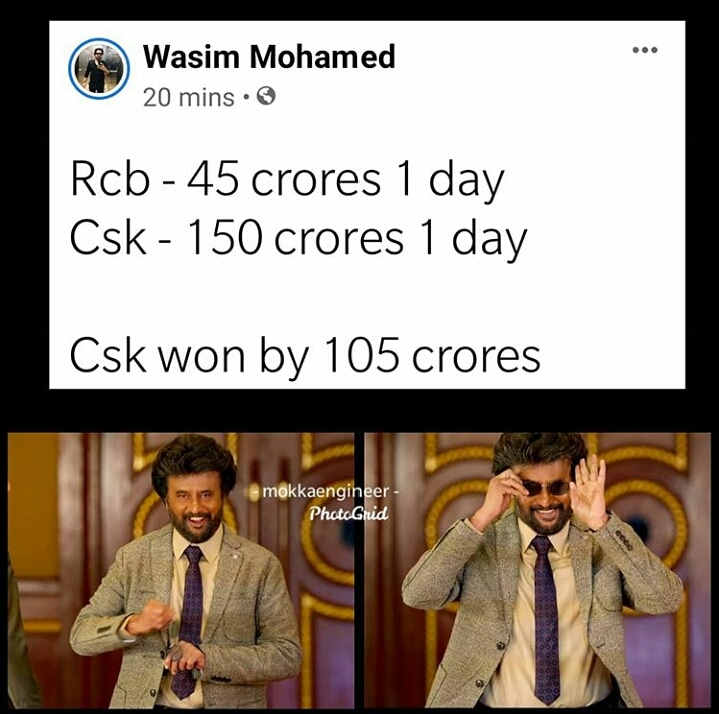 Wasim Mohamed
20 mins •
Rcb - 45 crores 1 day
Csk - 150 crores 1 day
Csk won by 105 crores
- mokkaengineer -
PhotoGrid